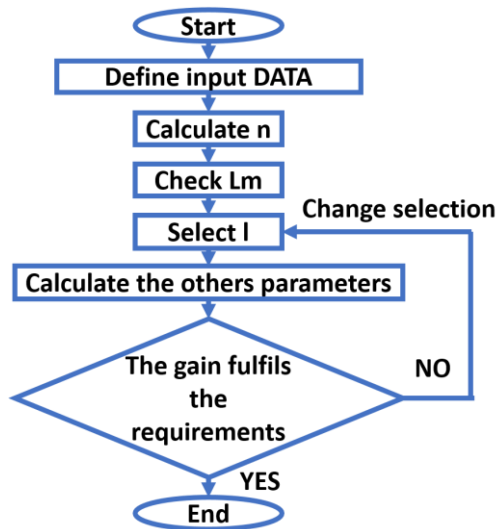 Start
Define input DATA
Calculate n
Check Lm
Change selection
Select l
Calculate the others parameters
The gain fulfils
the
requirements
NO
YES
End